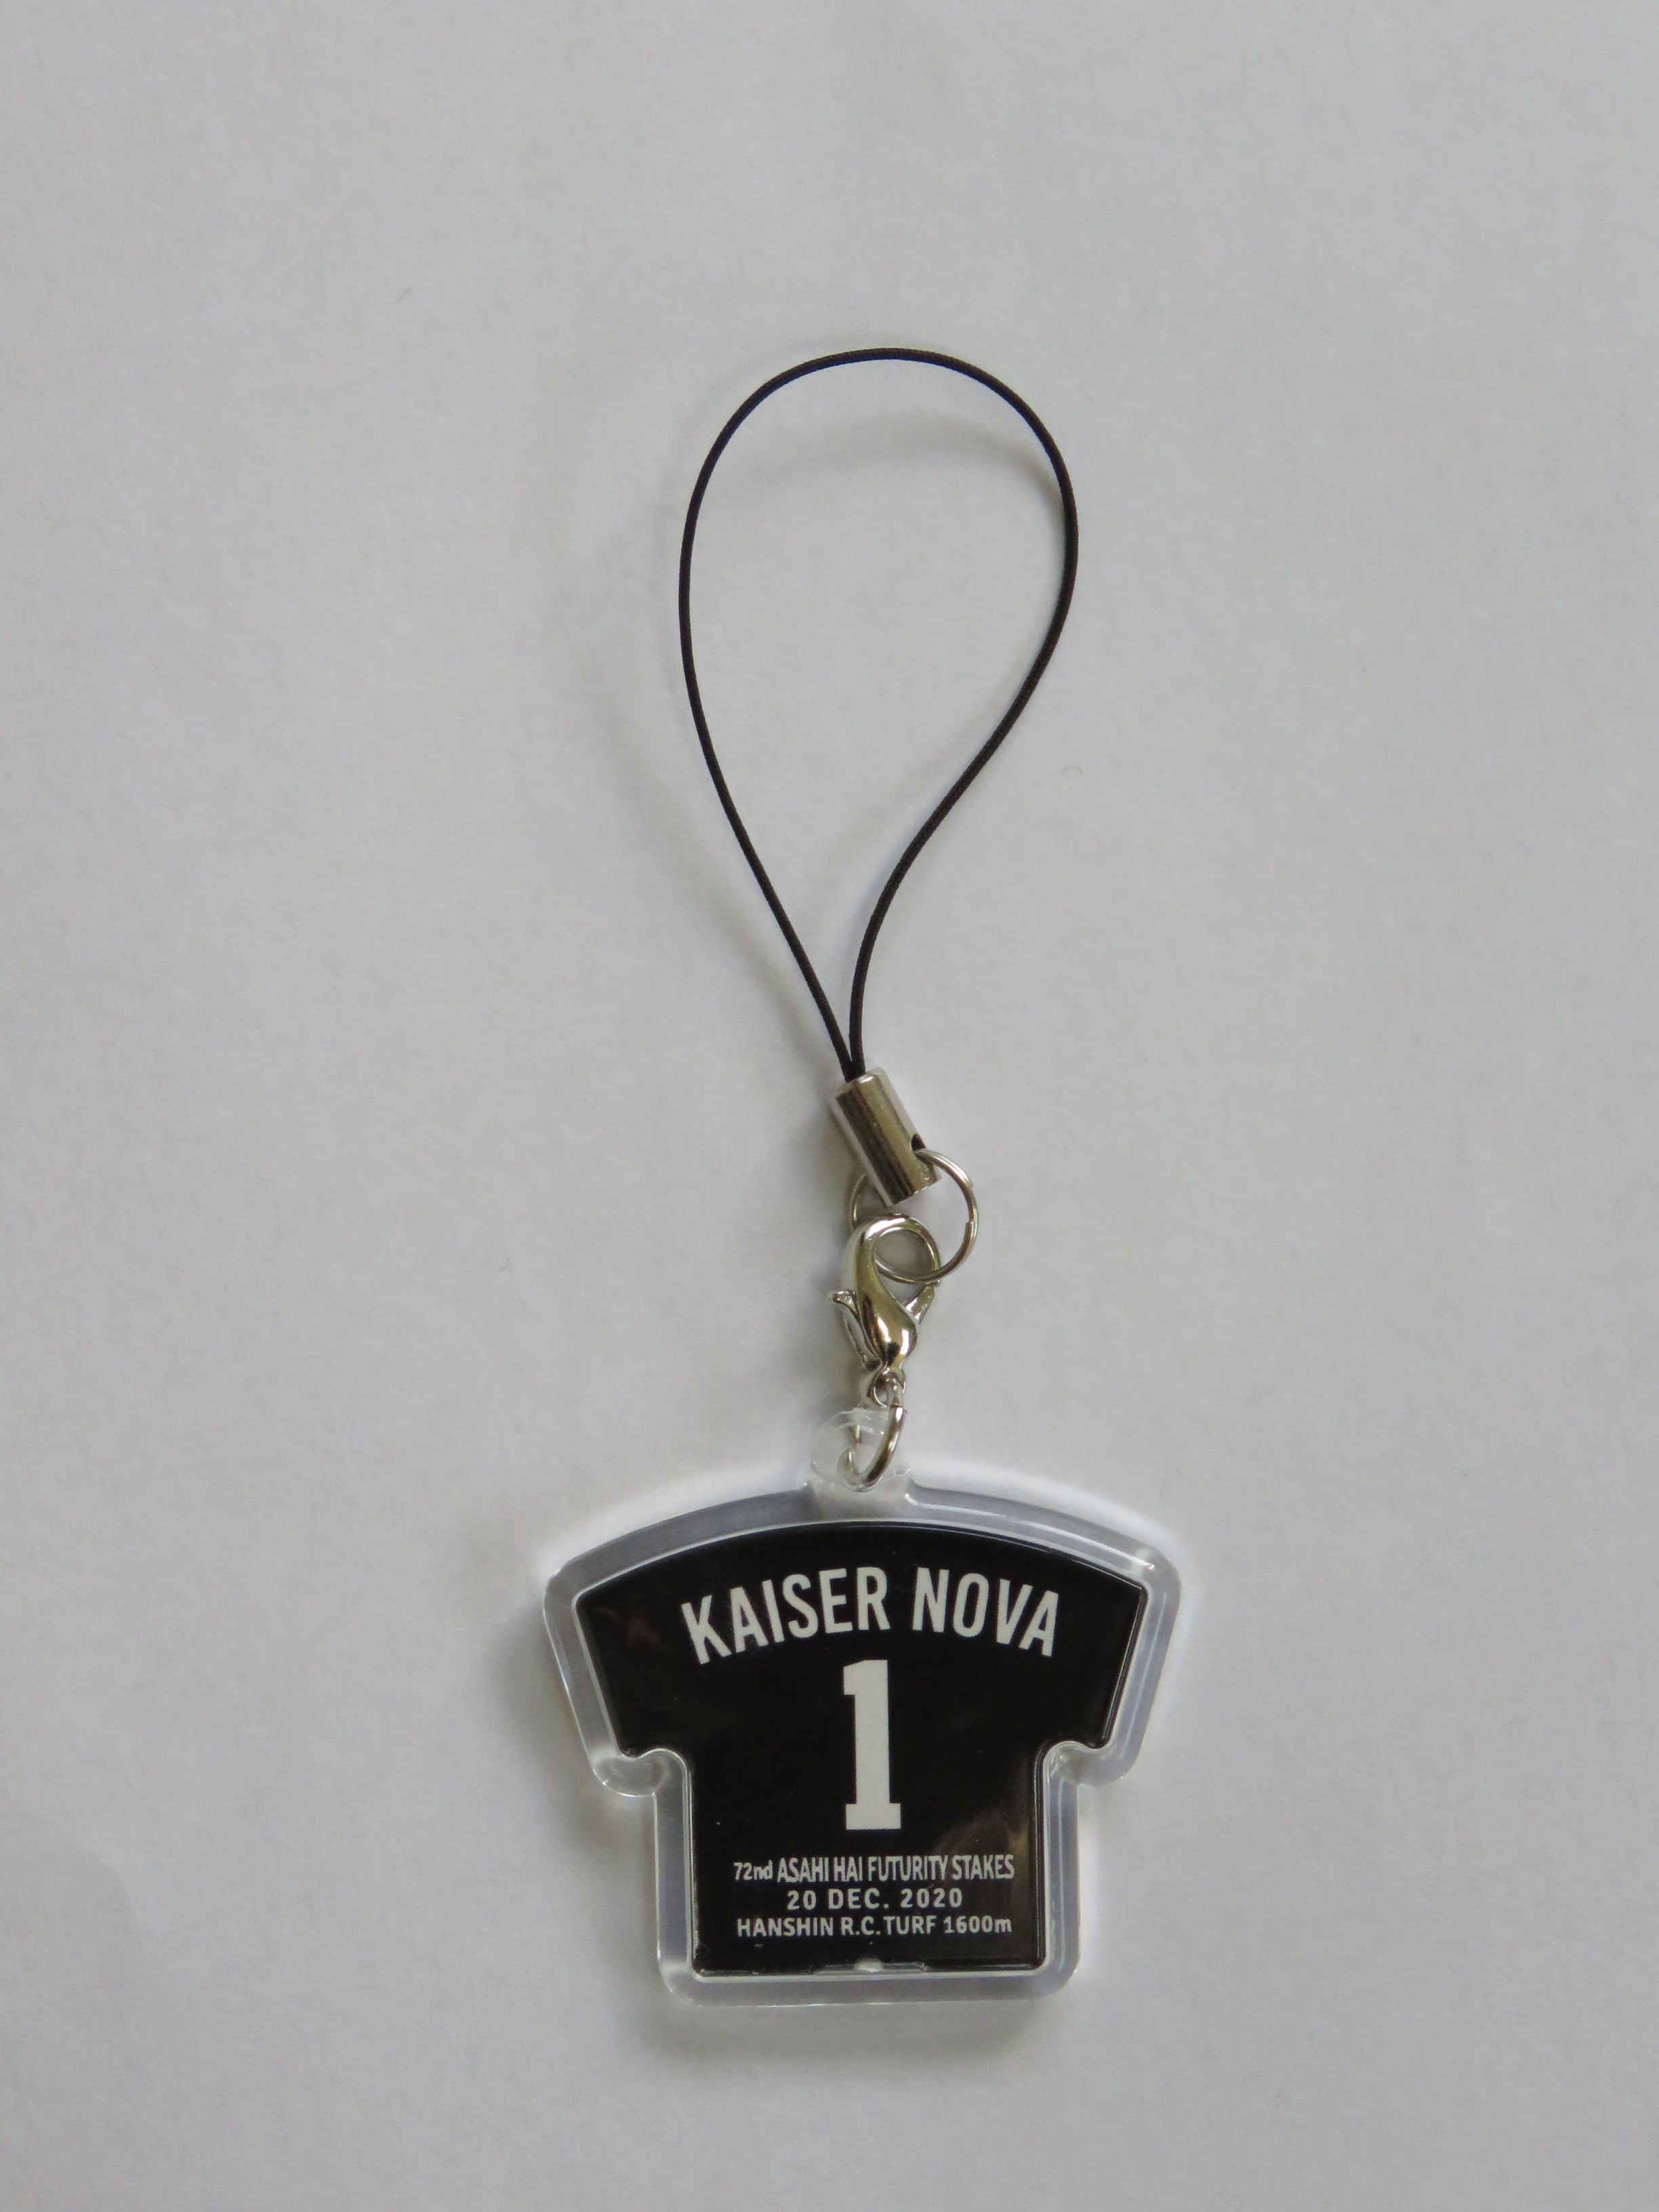 KAISER NOVA
1
72nd ASAHI HAI FUTURITY STAKES
20 DEC. 2020
HANSHIN R.C. TURF 1600m